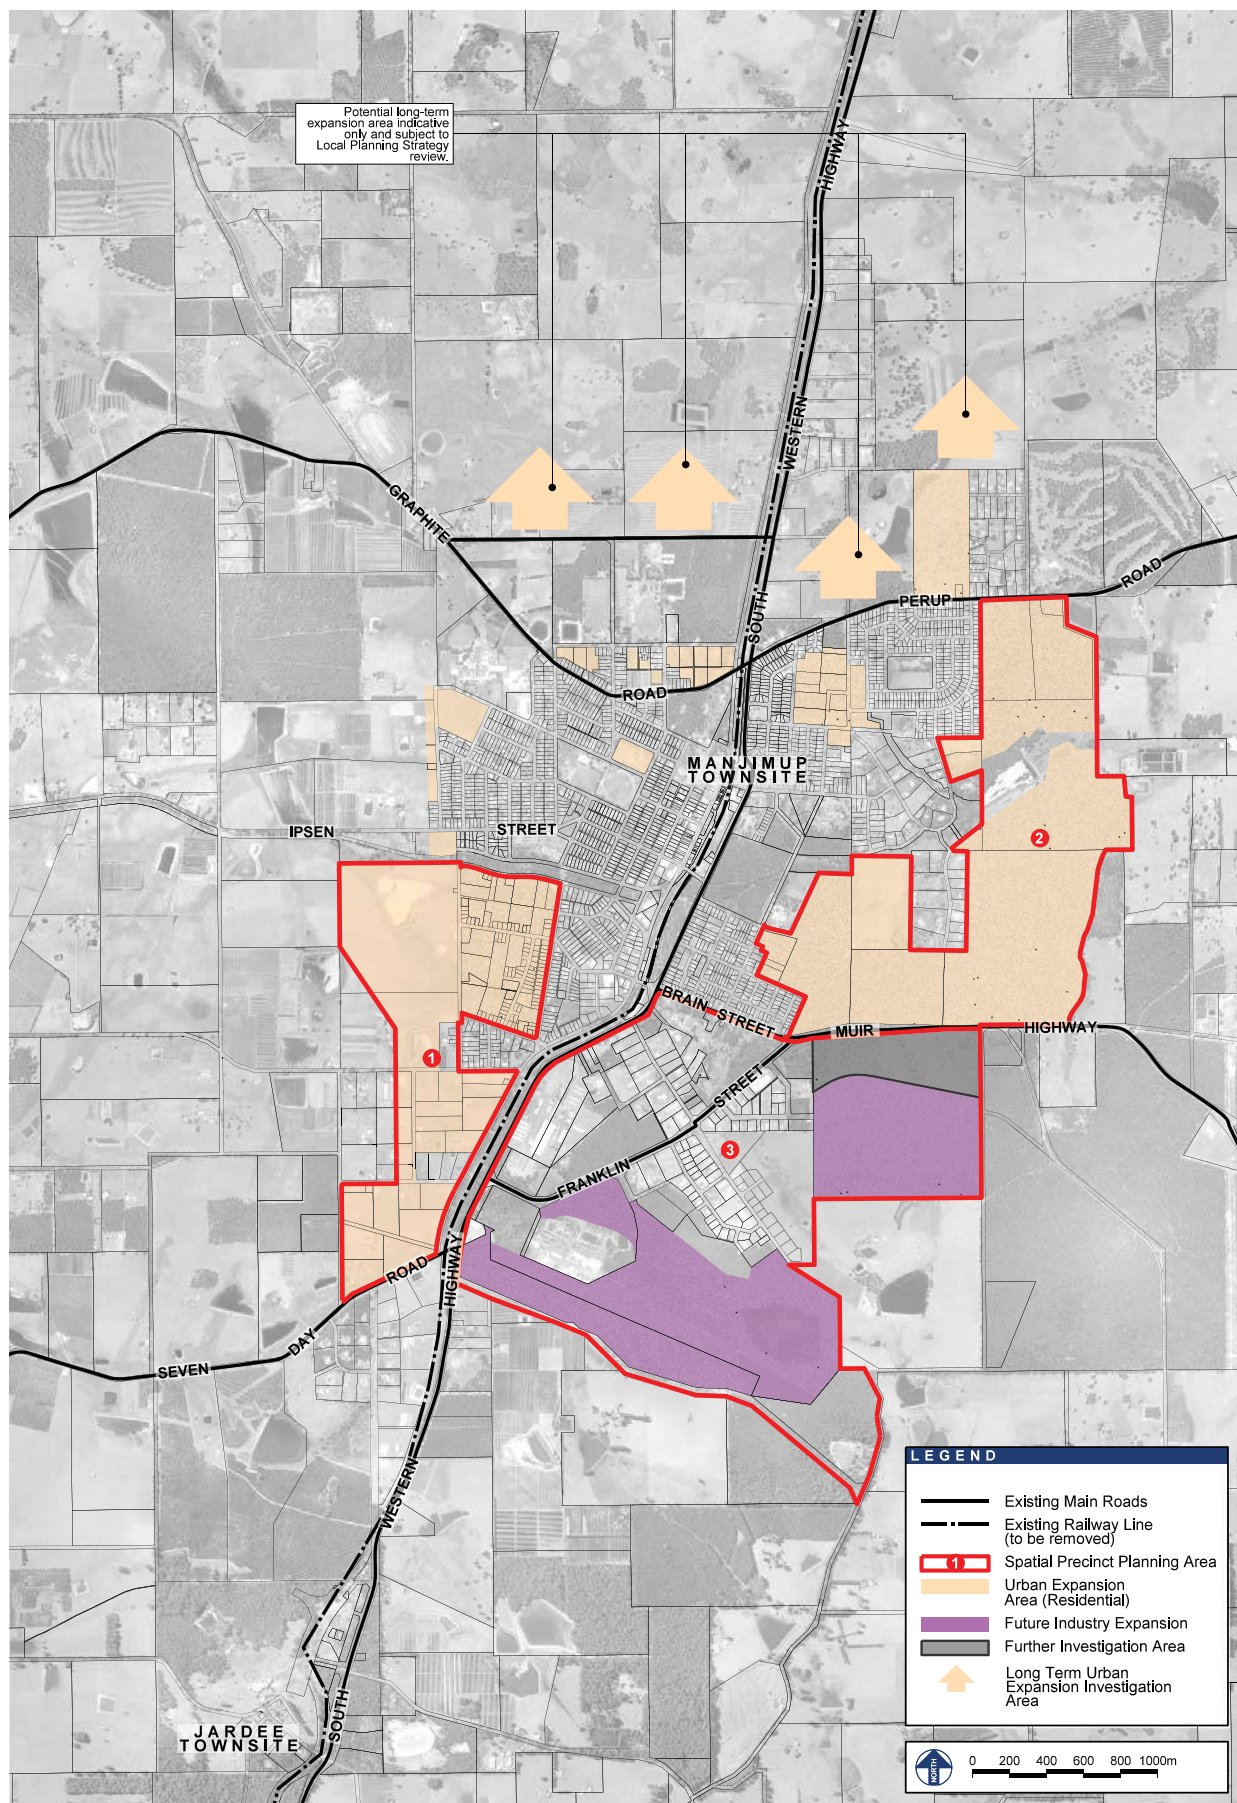 Potential long-term
expansion area indicative
only and subject to
Local Planning Strategy
review.
HIGHWAY
WESTERN
SOUTH
GRAPHITE
ROAD
PERUP
ROAD
MANJIMUP
TOWNSITE
IPSEN
STREET
2
BRAIN
STREET
MUIR
HIGHWAY
1
STREET
FRANKLIN
3
HIGHWAY
ROAD
DAY
SEVEN
WESTERN
SOUTH
JARDEE
TOWNSITE
LEGEND
Existing Main Roads
Existing Railway Line
(to be removed)
1
Spatial Precinct Planning Area
Urban Expansion
Area (Residential)
Future Industry Expansion
Further Investigation Area
Long Term Urban
Expansion Investigation
Area
NORTH
0 200 400 600 800 1000m